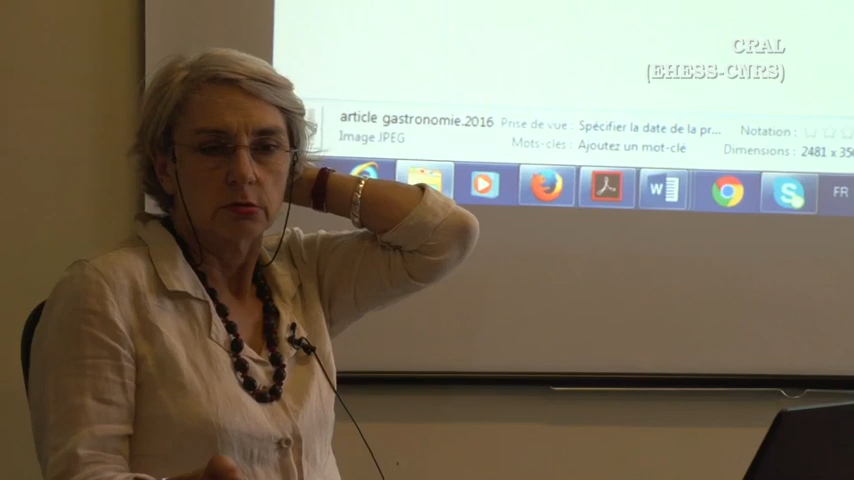 CRAL
(EHESS-CNRS)
article gastronomie.2016 Prise de vue : Spécifier la date de la pr... Notation :
Image JPEG Mots-clés : Ajoutez un mot-clé Dimensions : 2481 x 350
FR